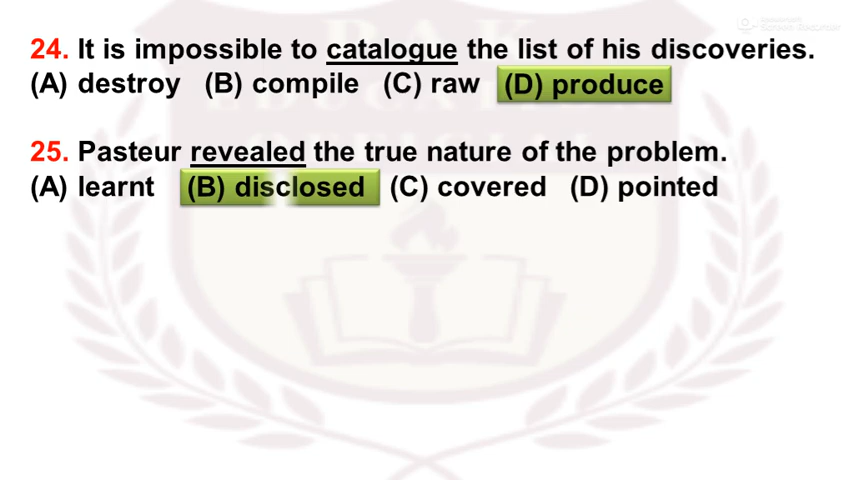 24. It is impossible to catalogue the list of his discoveries.
(A) destroy (B) compile (C) raw (D) produce
25. Pasteur revealed the true nature of the problem.
(A) learnt (B) disclosed (C) covered (D) pointed